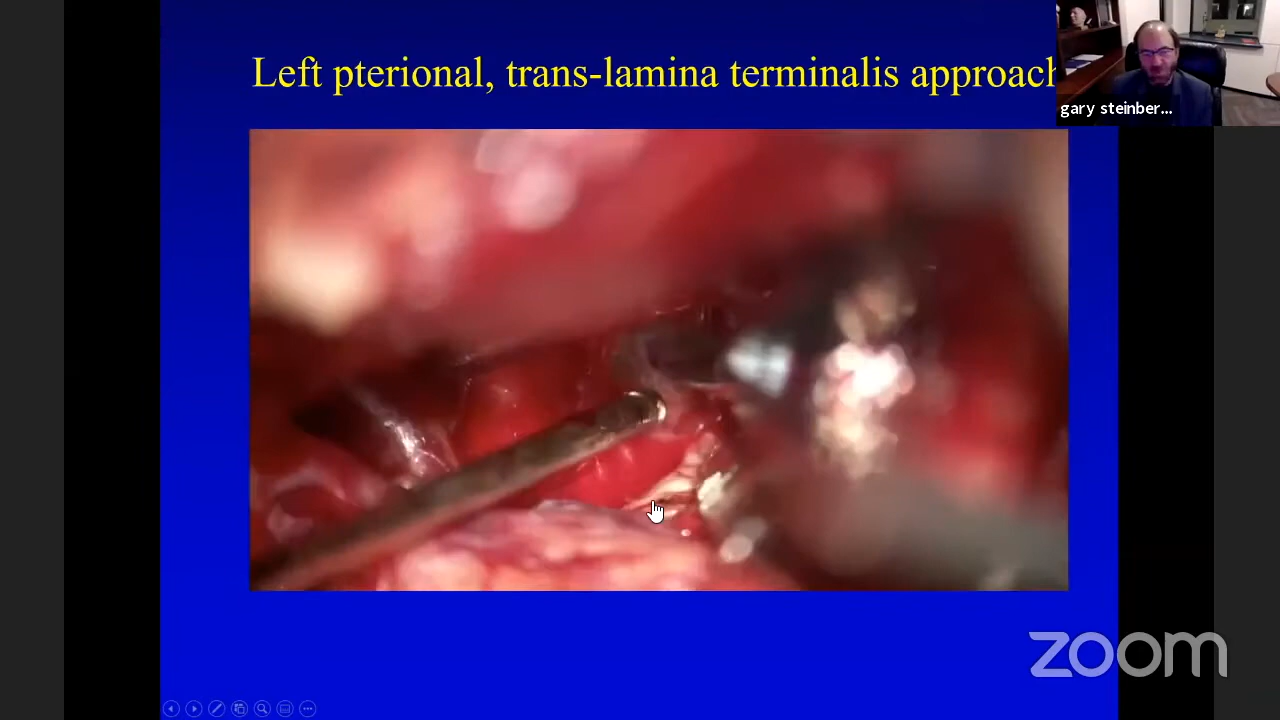 Left pterional, trans-lamina terminalis approach
gary steinber...
zoom